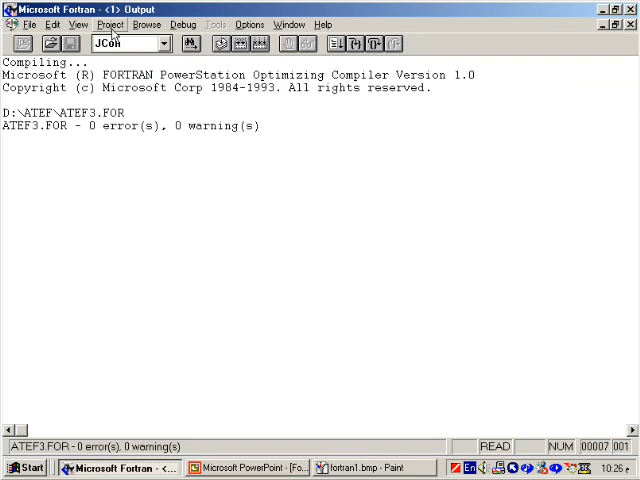 Microsoft Fortran - <1> Output
File Edit View Project Browse Debug Tools Options Window Help
JCoH
Compiling...
Microsoft (R) FORTRAN PowerStation Optimizing Compiler Version 1.0
Copyright (c) Microsoft Corp 1984-1993. All rights reserved.
D:\ATEF\ATEF3.FOR
ATEF3.FOR - 0 error(s), 0 warning(s)
ATEF3.FOR - 0 error(s), 0 warning(s) READ NUM 00007 001
Start Microsoft Fortran - <... Microsoft PowerPoint - [Fo... fortran1.bmp - Paint En 10:26 م